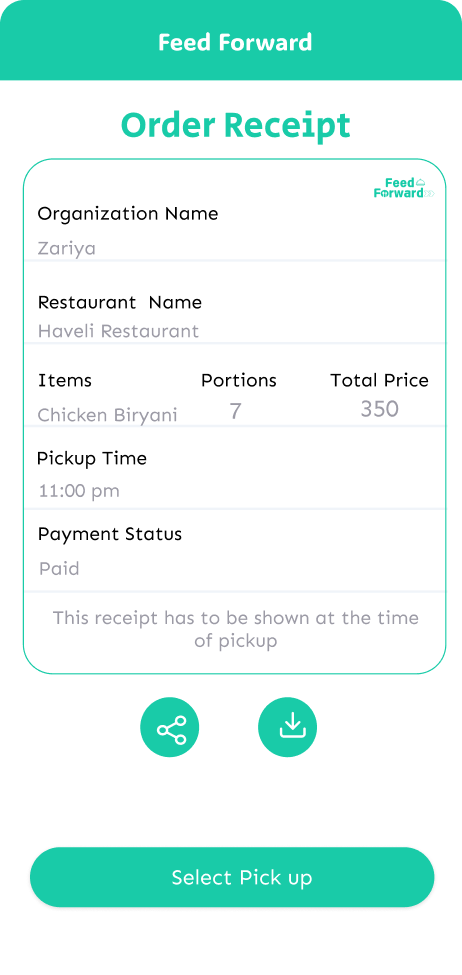 Feed Forward
Order Receipt
Feed
Forward
Organization Name
Zariya
Restaurant Name
Haveli Restaurant
Items Portions Total Price
Chicken Biryani 7 350
Pickup Time
11:00 pm
Payment Status
Paid
This receipt has to be shown at the time
of pickup
Select Pick up